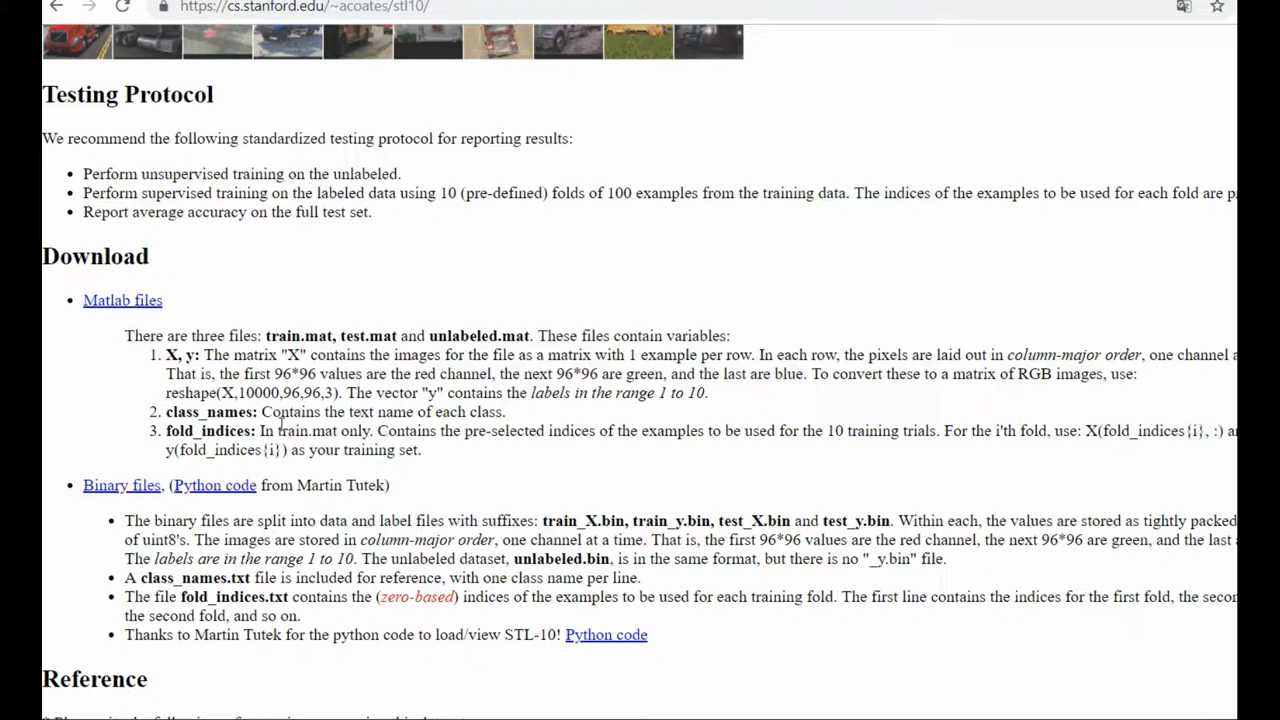 https://cs.stanford.edu/~acoates/stl10/
Testing Protocol
We recommend the following standardized testing protocol for reporting results:
• Perform unsupervised training on the unlabeled.
• Perform supervised training on the labeled data using 10 (pre-defined) folds of 100 examples from the training data. The indices of the examples to be used for each fold are
• Report average accuracy on the full test set.
Download
• Matlab files
There are three files: train.mat, test.mat and unlabeled.mat. These files contain variables:
1. X, y: The matrix "X" contains the images for the file as a matrix with 1 example per row. In each row, the pixels are laid out in column-major order, one channel a
That is, the first 96*96 values are the red channel, the next 96*96 are green, and the last are blue. To convert these to a matrix of RGB images, use:
reshape(X,10000,96,96,3). The vector "y" contains the labels in the range 1 to 10.
2. class_names: Contains the text name of each class.
3. fold_indices: In train.mat only. Contains the pre-selected indices of the examples to be used for the 10 training trials. For the i'th fold, use: X(fold_indices{i}, :)
y(fold_indices{i}) as your training set.
• Binary files, (Python code from Martin Tutek)
• The binary files are split into data and label files with suffixes: train_X.bin, train_y.bin, test_X.bin and test_y.bin. Within each, the values are stored as tightly packed
of uint8's. The images are stored in column-major order, one channel at a time. That is, the first 96*96 values are the red channel, the next 96*96 are green, and the last
The labels are in the range 1 to 10. The unlabeled dataset, unlabeled.bin, is in the same format, but there is no "_y.bin" file.
• A class_names.txt file is included for reference, with one class name per line.
• The file fold_indices.txt contains the (zero-based) indices of the examples to be used for each training fold. The first line contains the indices for the first fold, the
the second fold, and so on.
• Thanks to Martin Tutek for the python code to load/view STL-10! Python code
Reference